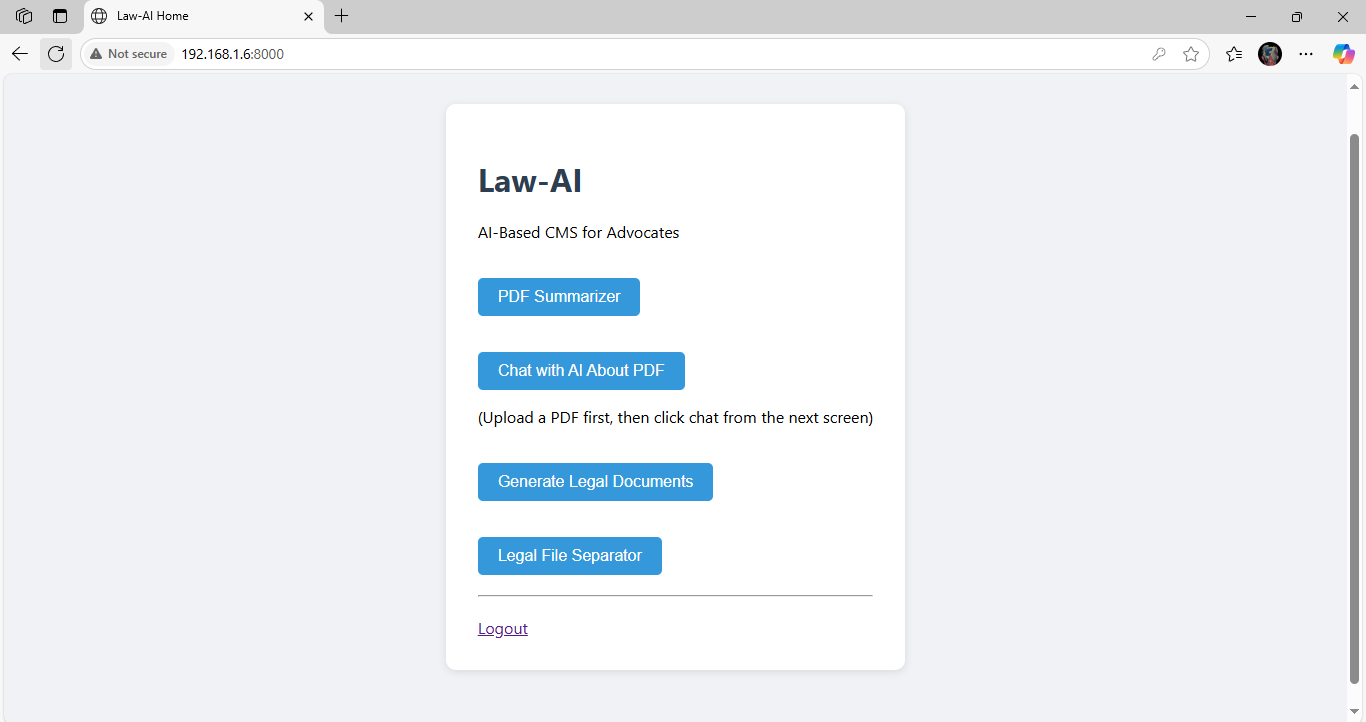 Law-AI Home
Not secure 192.168.1.6:8000
Law-AI
AI-Based CMS for Advocates
PDF Summarizer
Chat with AI About PDF
(Upload a PDF first, then click chat from the next screen)
Generate Legal Documents
Legal File Separator
Logout